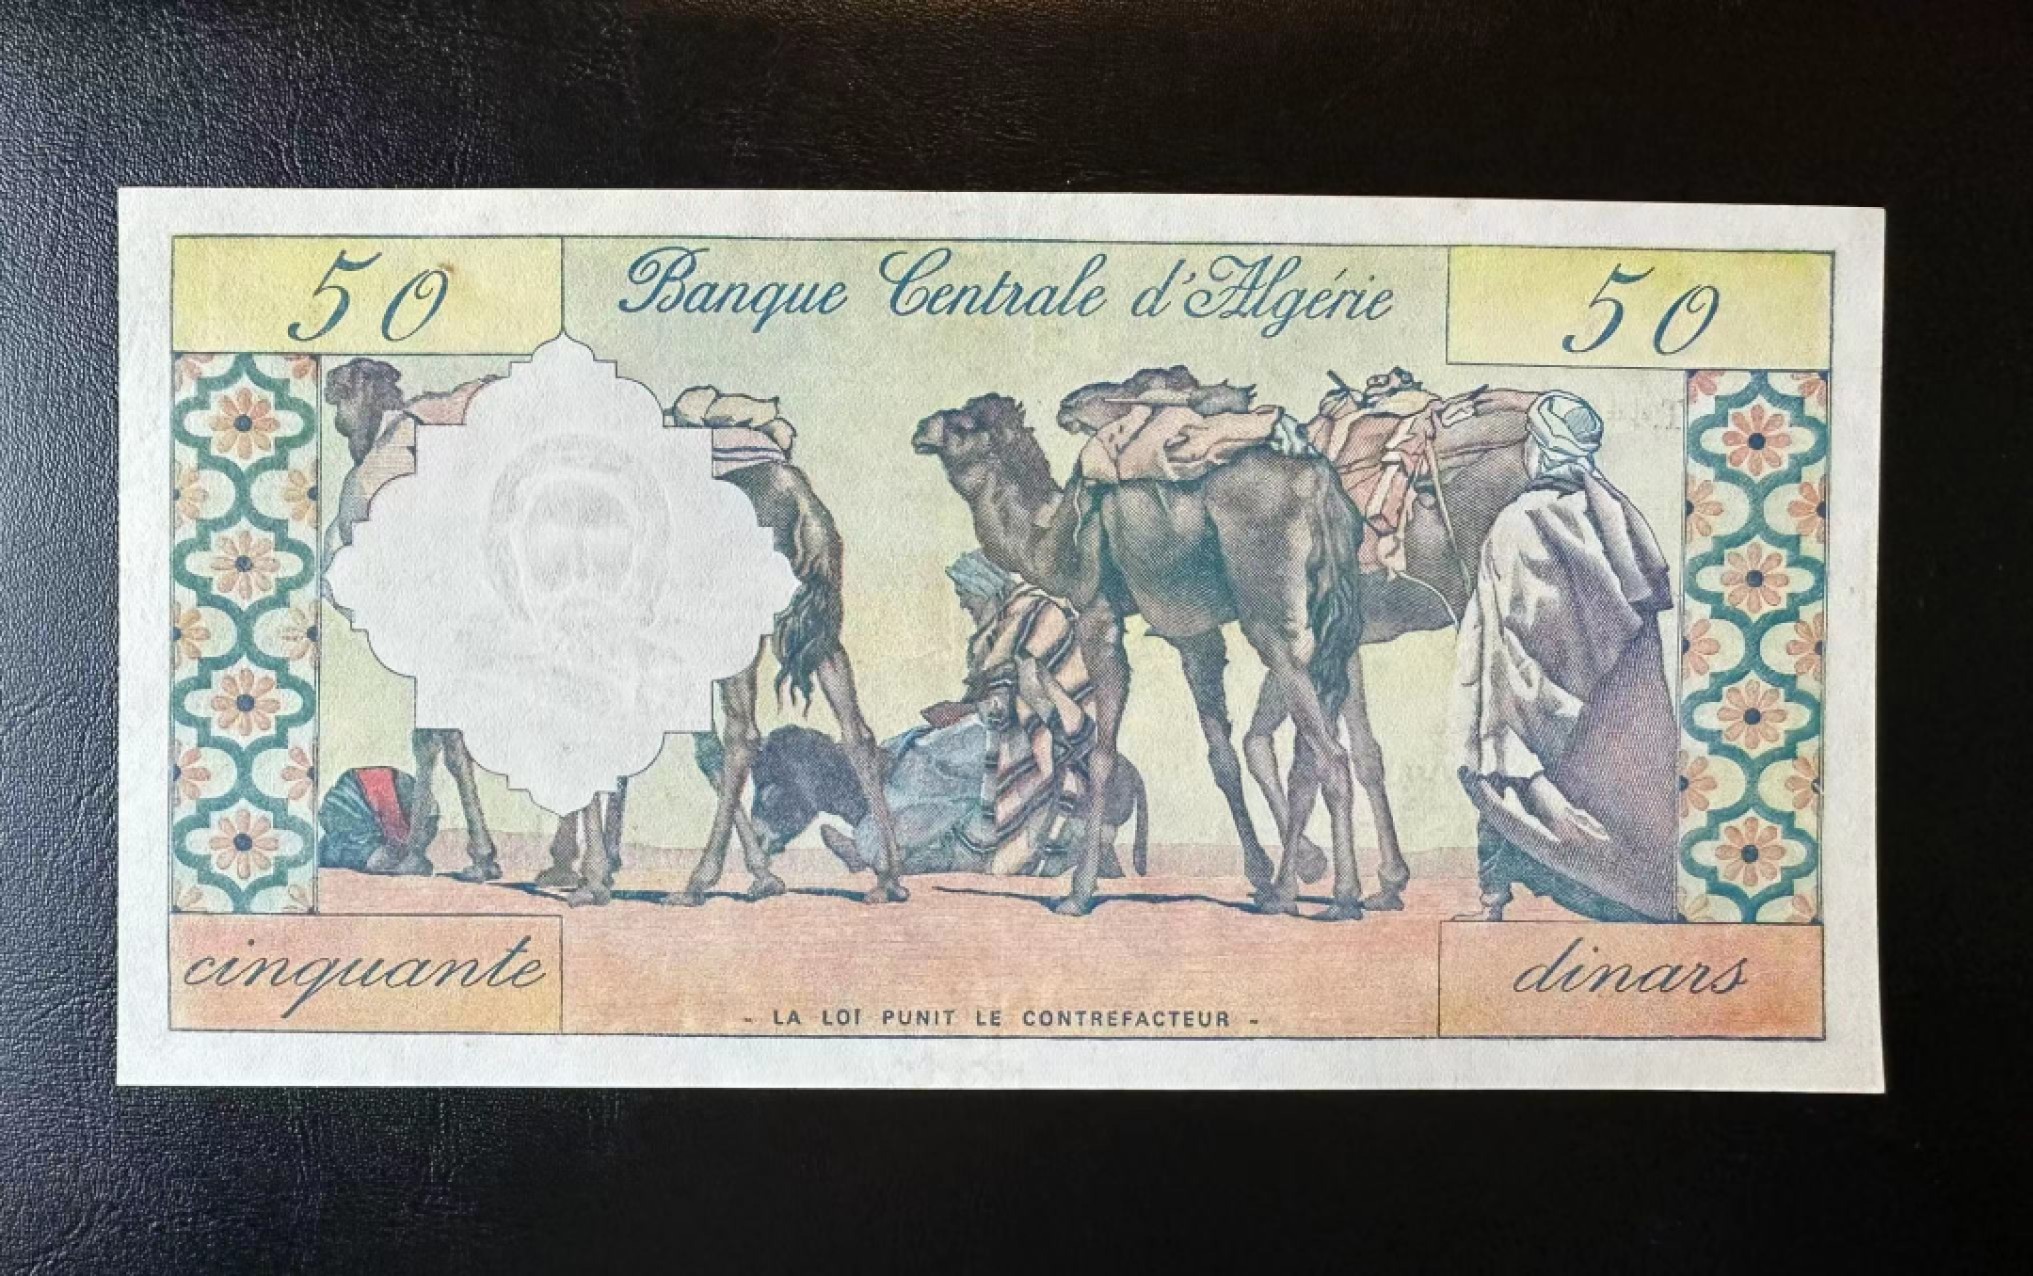 50
Banque Centrale d'Algérie
50
cinquante
dinars
- LA LOI PUNIT LE CONTREFACTEUR -